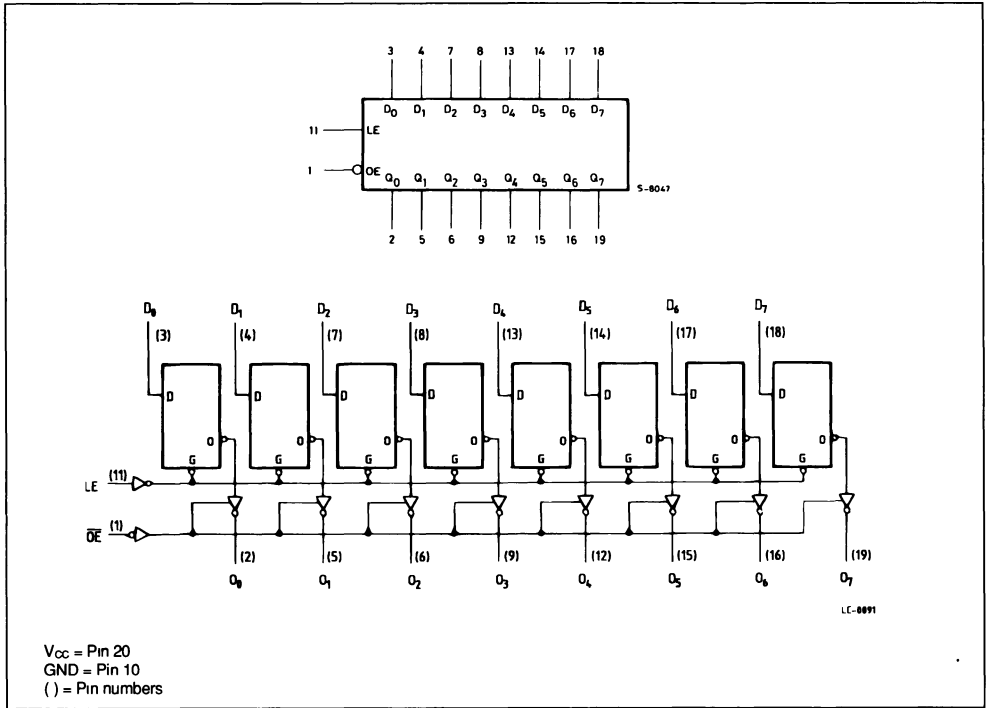 3 4 7 8 13 14 17 18
D0 D1 D2 D3 D4 D5 D6 D7
11 LE
1 OE
Q0 Q1 Q2 Q3 Q4 Q5 Q6 Q7
S-8047
2 5 6 9 12 15 16 19
D0 D1 D2 D3 D4 D5 D6 D7
(3) (4) (7) (8) (13) (14) (17) (18)
D D D D D D D D
O O O O O O O O
G G G G G G G G
LE (11)
OE (1)
(2) (5) (6) (9) (12) (15) (16) (19)
O0 O1 O2 O3 O4 O5 O6 O7
LC-0091
VCC = Pin 20
GND = Pin 10
( ) = Pin numbers